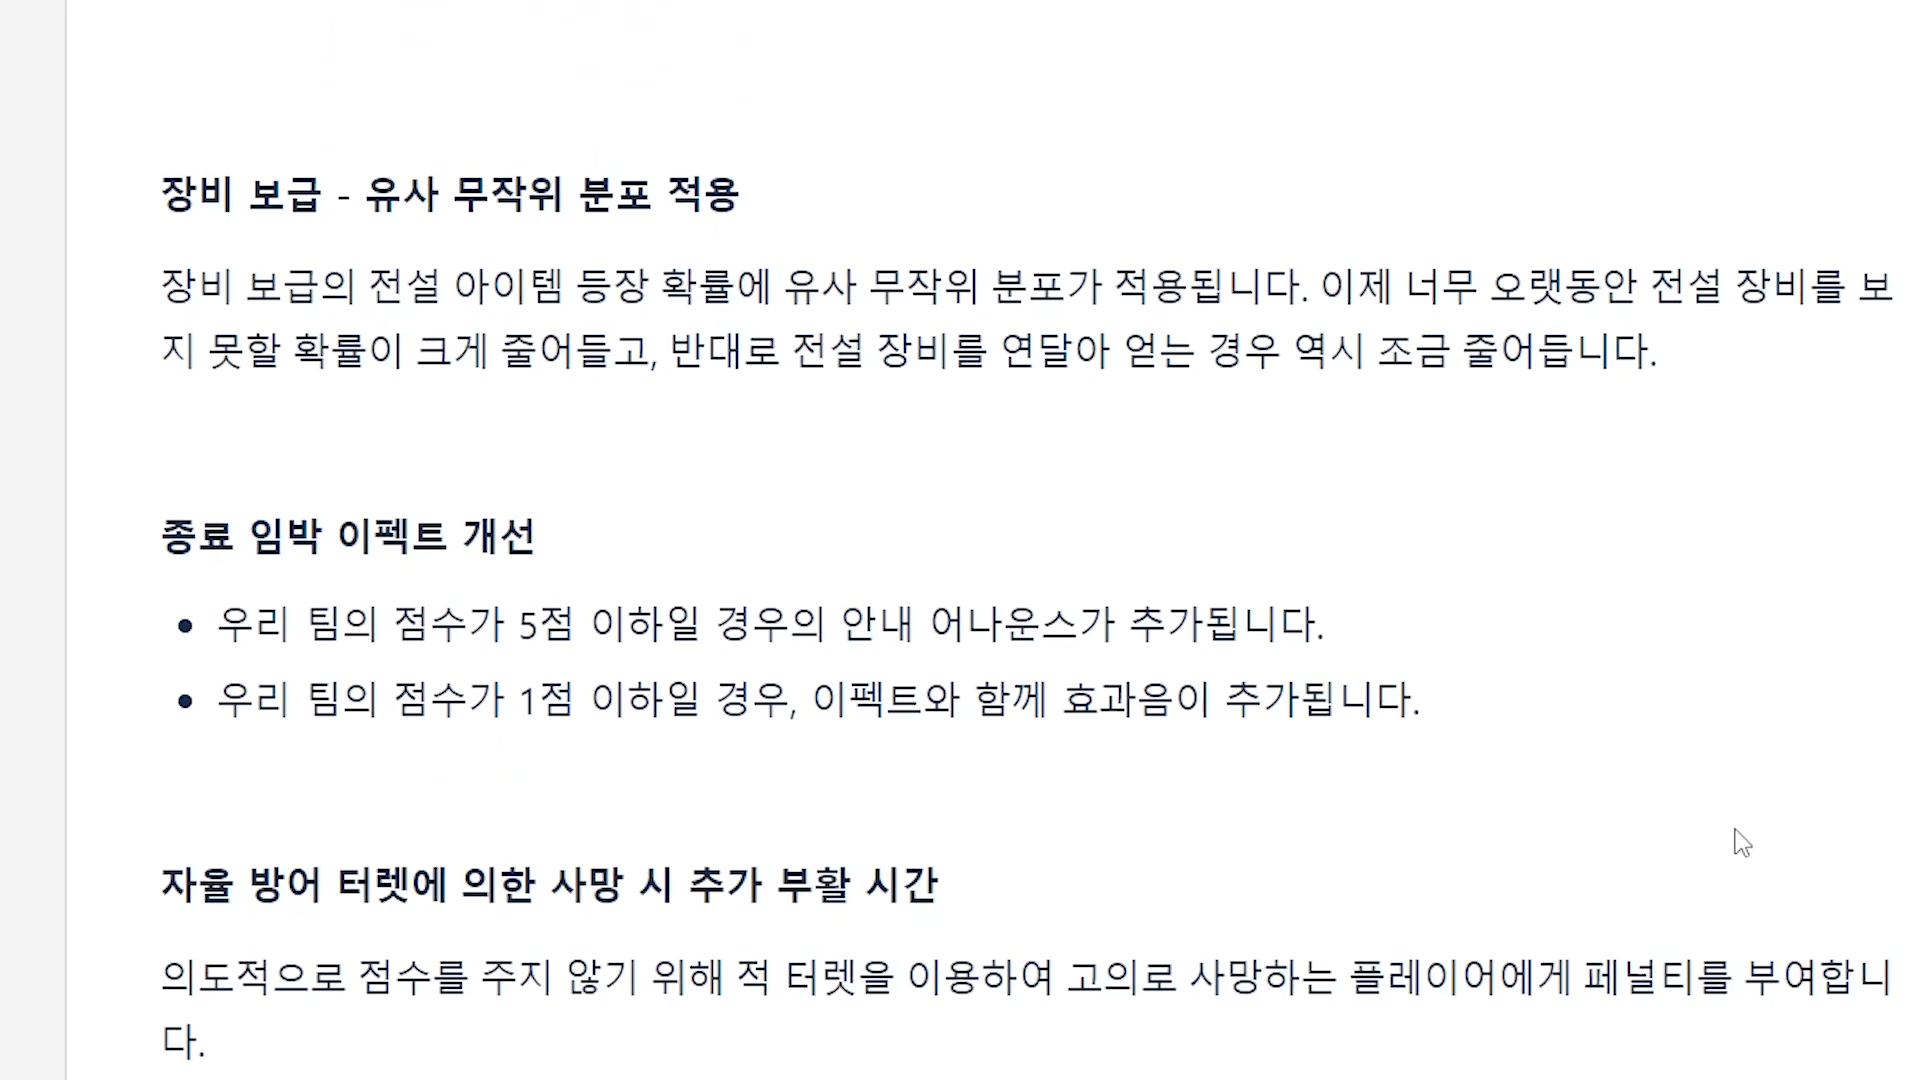 장비 보급 - 유사 무작위 분포 적용
장비 보급의 전설 아이템 등장 확률에 유사 무작위 분포가 적용됩니다. 이제 너무 오랫동안 전설 장비를 보
지 못할 확률이 크게 줄어들고, 반대로 전설 장비를 연달아 얻는 경우 역시 조금 줄어듭니다.
종료 임박 이펙트 개선
• 우리 팀의 점수가 5점 이하일 경우의 안내 어나운스가 추가됩니다.
• 우리 팀의 점수가 1점 이하일 경우, 이펙트와 함께 효과음이 추가됩니다.
자율 방어 터렛에 의한 사망 시 추가 부활 시간
의도적으로 점수를 주지 않기 위해 적 터렛을 이용하여 고의로 사망하는 플레이어에게 페널티를 부여합니
다.